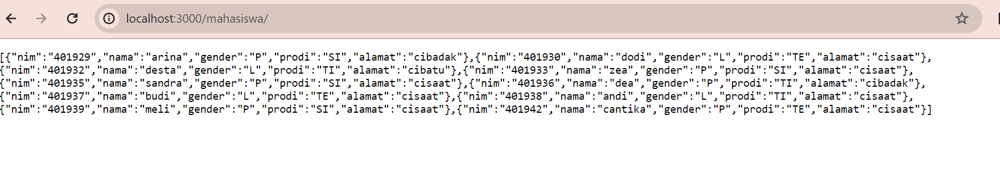 localhost:3000/mahasiswa/
[{"nim":"401929","nama":"arina","gender":"P","prodi":"SI","alamat":"cibadak"},{"nim":"401930","nama":"dodi","gender":"L","prodi":"TE","alamat":"cisaat"},
{"nim":"401932","nama":"desta","gender":"L","prodi":"TI","alamat":"cibatu"},{"nim":"401933","nama":"zea","gender":"P","prodi":"SI","alamat":"cisaat"},
{"nim":"401935","nama":"sandra","gender":"P","prodi":"SI","alamat":"cisaat"},{"nim":"401936","nama":"dea","gender":"P","prodi":"TI","alamat":"cibadak"},
{"nim":"401937","nama":"budi","gender":"L","prodi":"TE","alamat":"cisaat"},{"nim":"401938","nama":"andi","gender":"L","prodi":"TI","alamat":"cisaat"},
{"nim":"401939","nama":"meli","gender":"P","prodi":"SI","alamat":"cisaat"},{"nim":"401942","nama":"cantika","gender":"P","prodi":"TE","alamat":"cisaat"}]